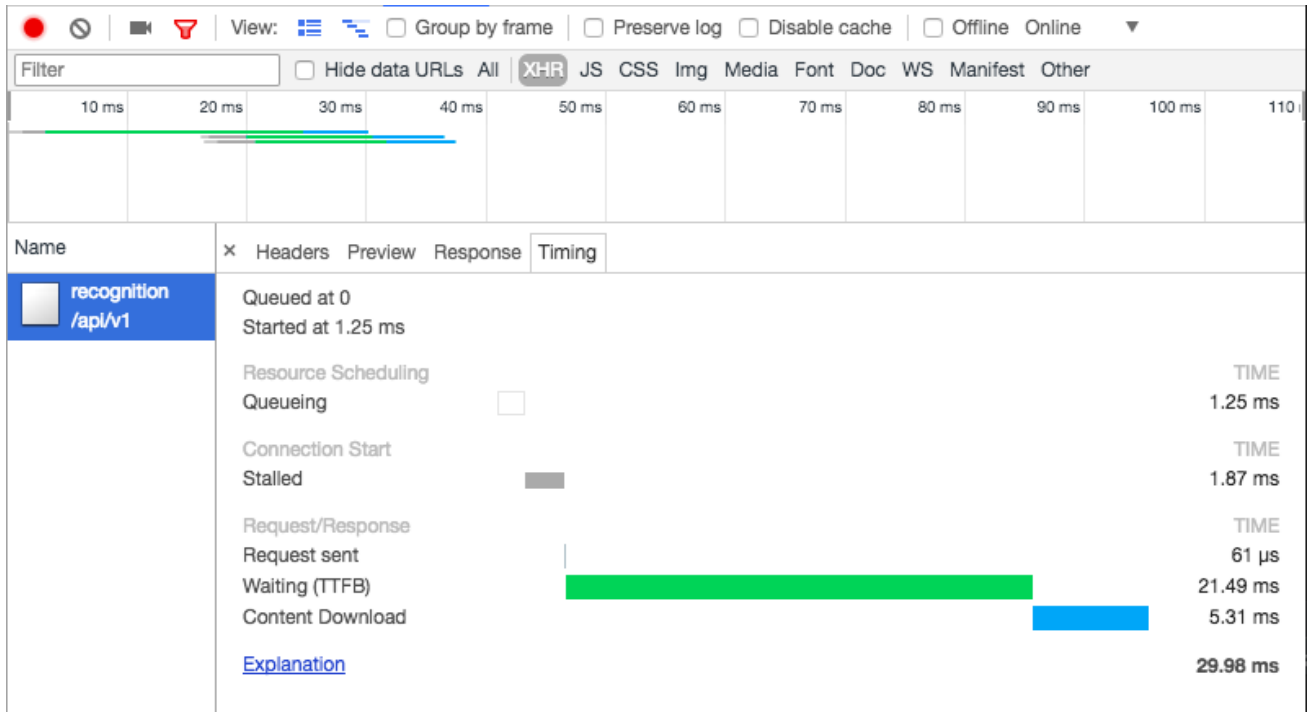 View: Group by frame Preserve log Disable cache Offline Online
Filter Hide data URLs All XHR JS CSS Img Media Font Doc WS Manifest Other
10 ms 20 ms 30 ms 40 ms 50 ms 60 ms 70 ms 80 ms 90 ms 100 ms 110
Name × Headers Preview Response Timing
recognition
/api/v1
Queued at 0
Started at 1.25 ms
Resource Scheduling TIME
Queueing 1.25 ms
Connection Start TIME
Stalled 1.87 ms
Request/Response TIME
Request sent 61 µs
Waiting (TTFB) 21.49 ms
Content Download 5.31 ms
Explanation 29.98 ms